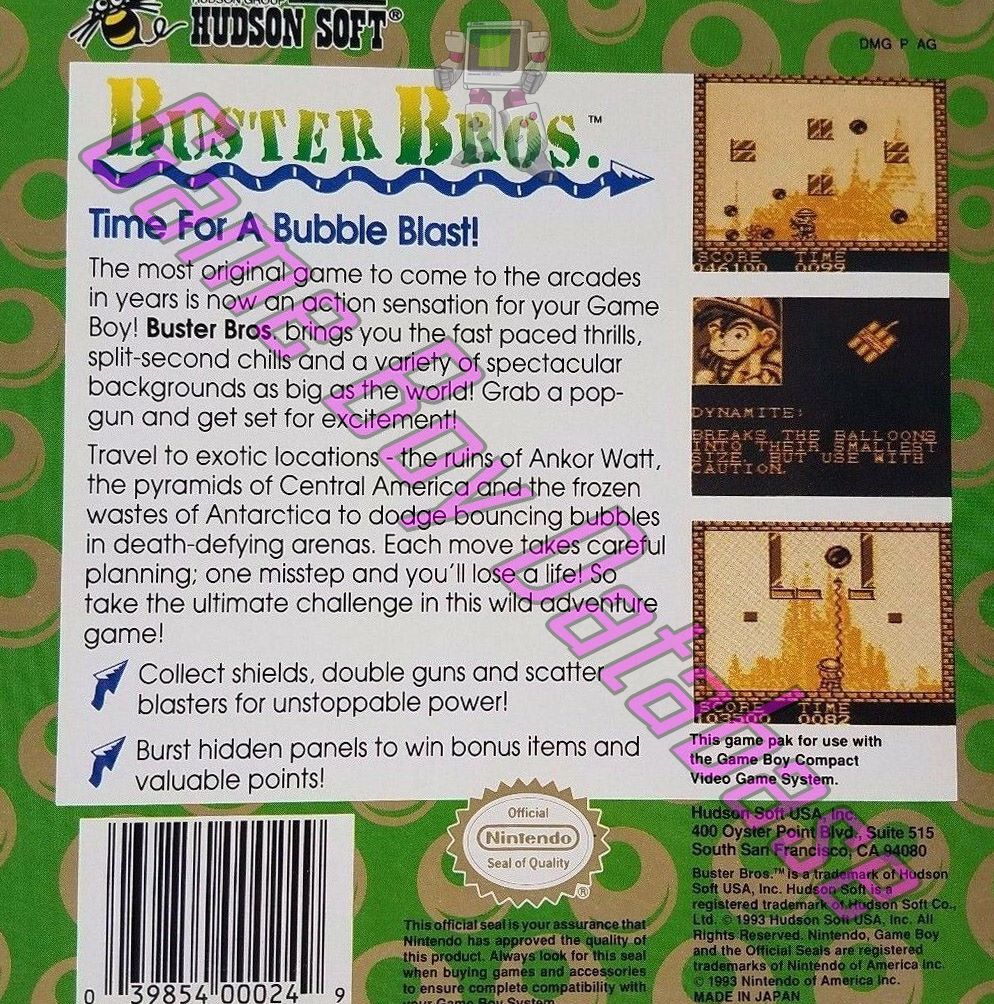 HUDSON GROUP
HUDSON SOFT®
DMG P AG
BUSTER BROS.™
Time For A Bubble Blast!
The most original game to come to the arcades
in years is now an action sensation for your Game
Boy! Buster Bros. brings you the fast paced thrills,
split-second chills and a variety of spectacular
backgrounds as big as the world! Grab a pop-
gun and get set for excitement!
Travel to exotic locations - the ruins of Ankor Watt,
the pyramids of Central America and the frozen
wastes of Antarctica to dodge bouncing bubbles
in death-defying arenas. Each move takes careful
planning; one misstep and you'll lose a life! So
take the ultimate challenge in this wild adventure
game!
Collect shields, double guns and scatter
blasters for unstoppable power!
Burst hidden panels to win bonus items and
valuable points!
SCORE TIME
046100 0099
DYNAMITE:
BREAKS THE BALLOONS
INTO THEIR SMALLEST
SIZE, BUT USE WITH
CAUTION.
SCORE TIME
103500 0082
This game pak for use with
the Game Boy Compact
Video Game System.
Hudson Soft USA, Inc.
400 Oyster Point Blvd., Suite 515
South San Francisco, CA 94080
Buster Bros.™ is a trademark of Hudson
Soft USA, Inc. Hudson Soft is a
registered trademark of Hudson Soft Co.,
Ltd. © 1993 Hudson Soft USA, Inc. All
Rights Reserved. Nintendo, Game Boy
and the Official Seals are registered
trademarks of Nintendo of America Inc.
© 1993 Nintendo of America Inc.
MADE IN JAPAN
Official
Nintendo
Seal of Quality
®
This official seal is your assurance that
Nintendo has approved the quality of
this product. Always look for this seal
when buying games and accessories
to ensure complete compatibility with
your Game Boy System.
0 39854 00024 9
Game Boy Database